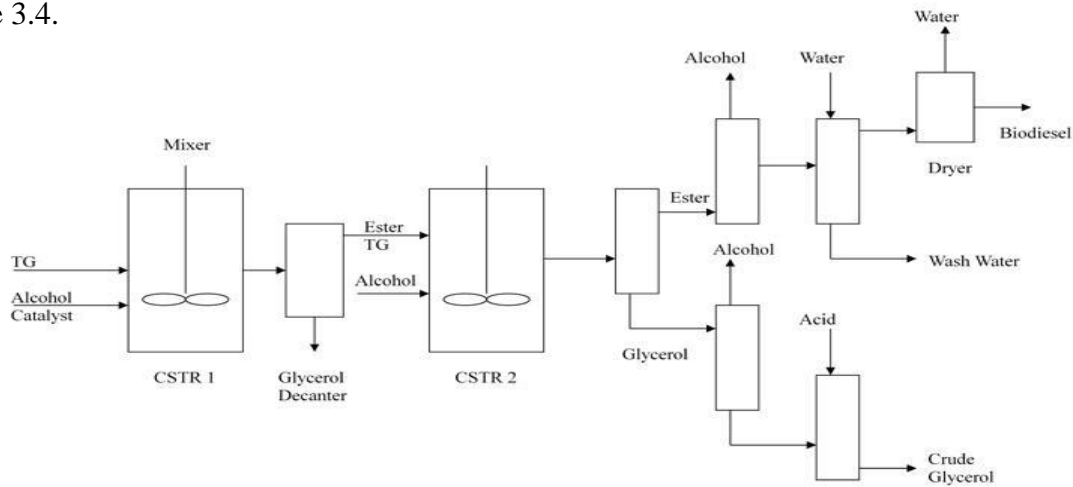 e 3.4.
Water
Alcohol
Water
Mixer
Biodiesel
Dryer
Ester
Ester
TG
TG
Alcohol
Alcohol
Wash Water
Alcohol
Catalyst
Acid
Glycerol
CSTR 1
Glycerol
Decanter
CSTR 2
Crude
Glycerol